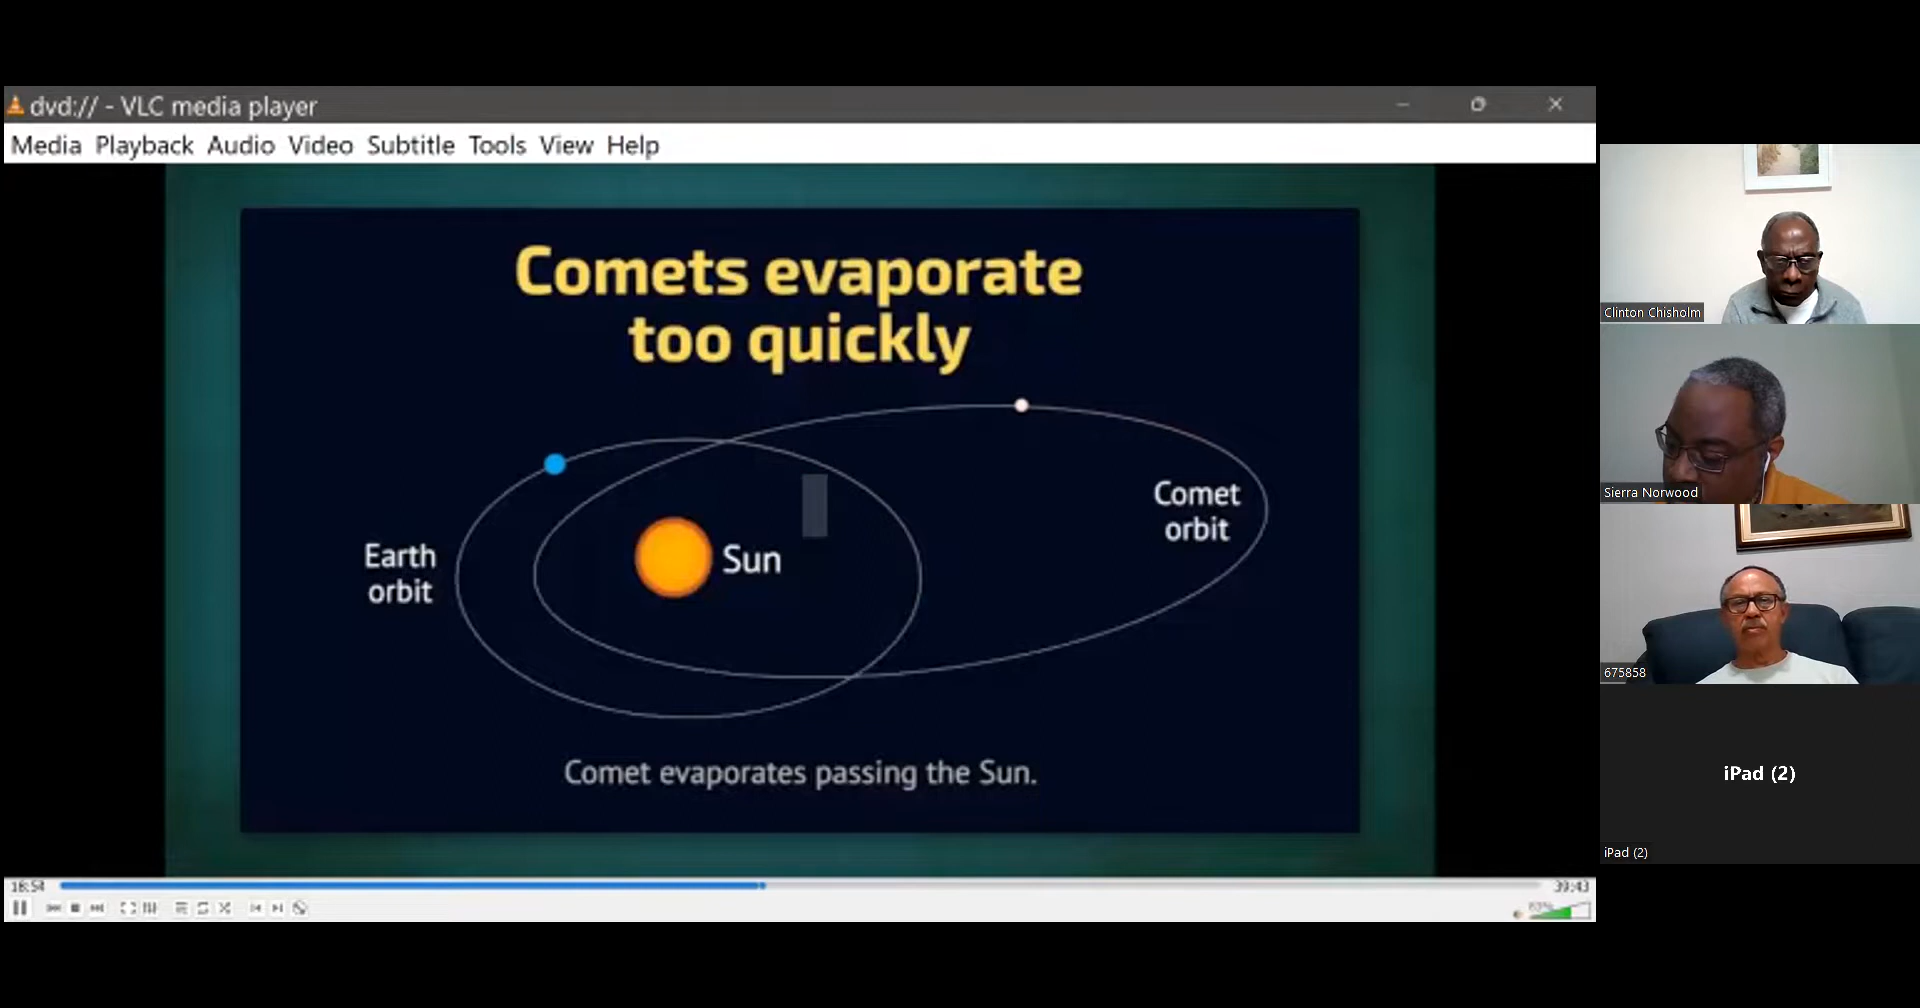 dvd:// - VLC media player
Media Playback Audio Video Subtitle Tools View Help
Comets evaporate
too quickly
Comet
orbit
Earth
orbit
Sun
Comet evaporates passing the Sun.
18:54
39:43
Clinton Chisholm
Sierra Norwood
675858
iPad (2)
iPad (2)